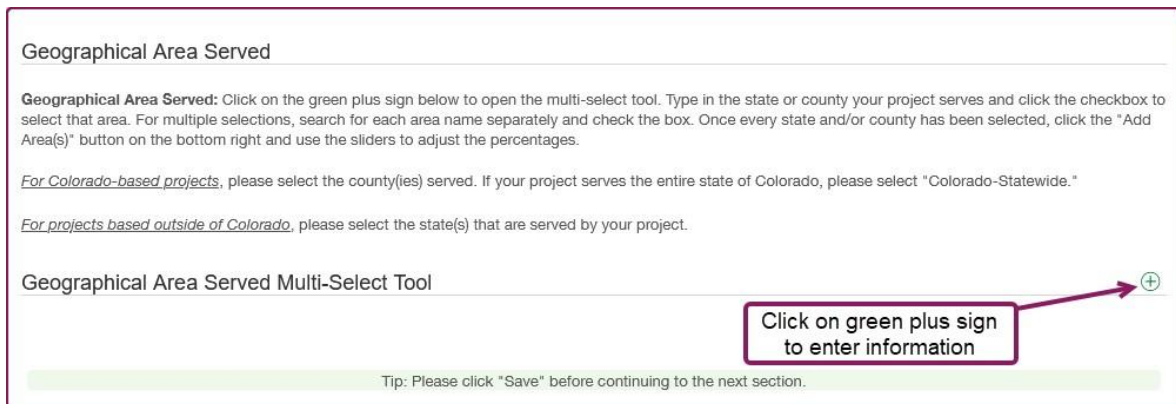 Geographical Area Served
Geographical Area Served: Click on the green plus sign below to open the multi-select tool. Type in the state or county your project serves and click the checkbox to
select that area. For multiple selections, search for each area name separately and check the box. Once every state and/or county has been selected, click the "Add
Area(s)" button on the bottom right and use the sliders to adjust the percentages.
For Colorado-based projects, please select the county(ies) served. If your project serves the entire state of Colorado, please select "Colorado-Statewide."
For projects based outside of Colorado, please select the state(s) that are served by your project.
Geographical Area Served Multi-Select Tool
Click on green plus sign
to enter information
Tip: Please click "Save" before continuing to the next section.